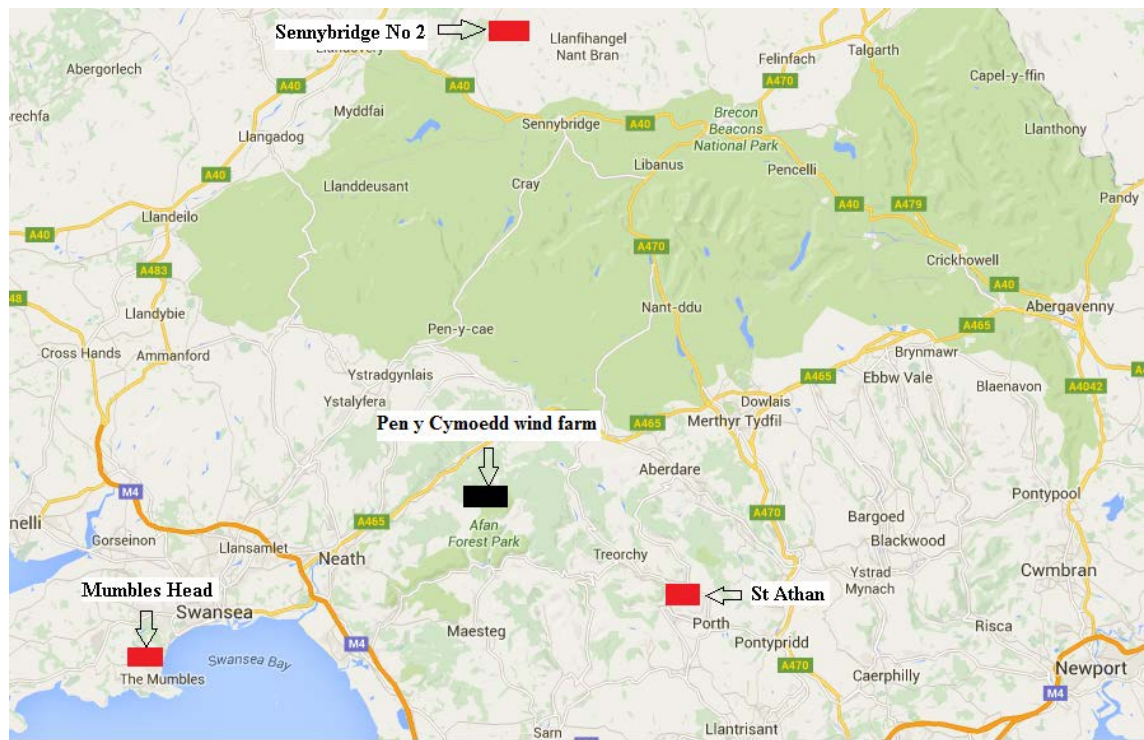 Sennybridge No 2
Llandovery
Llanfihangel
Nant Bran
Felinfach
Talgarth
A470
Abergorlech
Capel-y-ffin
A40
A40
Myddfai
rechfa
Llangadog
Sennybridge
A40
Brecon
Beacons
National Park
Llanthony
Libanus
Pencelli
A40
Llanddeusant
Cray
Pandy
A40
A479
Llandeilo
A40
A470
A483
Crickhowell
A40
48
Nant-ddu
Abergavenny
Llandybie
Pen-y-cae
A465
Cross Hands
Ammanford
Brynmawr
Ystradgynlais
A465
Ebbw Vale
A4
Blaenavon
A4042
Ystalyfera
Dowlais
Pen y Cymoedd wind farm
A465
Merthyr Tydfil
Aberdare
M4
Pontypool
A470
nelli
A465
Afan
Forest Park
Bargoed
Gorseinon
Llansamlet
Neath
Treorchy
Blackwood
Ystrad
Mynach
Cwmbran
Mumbles Head
St Athan
Swansea
Porth
Maesteg
Risca
M4
Pontypridd
Swansea Bay
A470
The Mumbles
Caerphilly
Newport
M4
Llantrisant
Sarn
M4